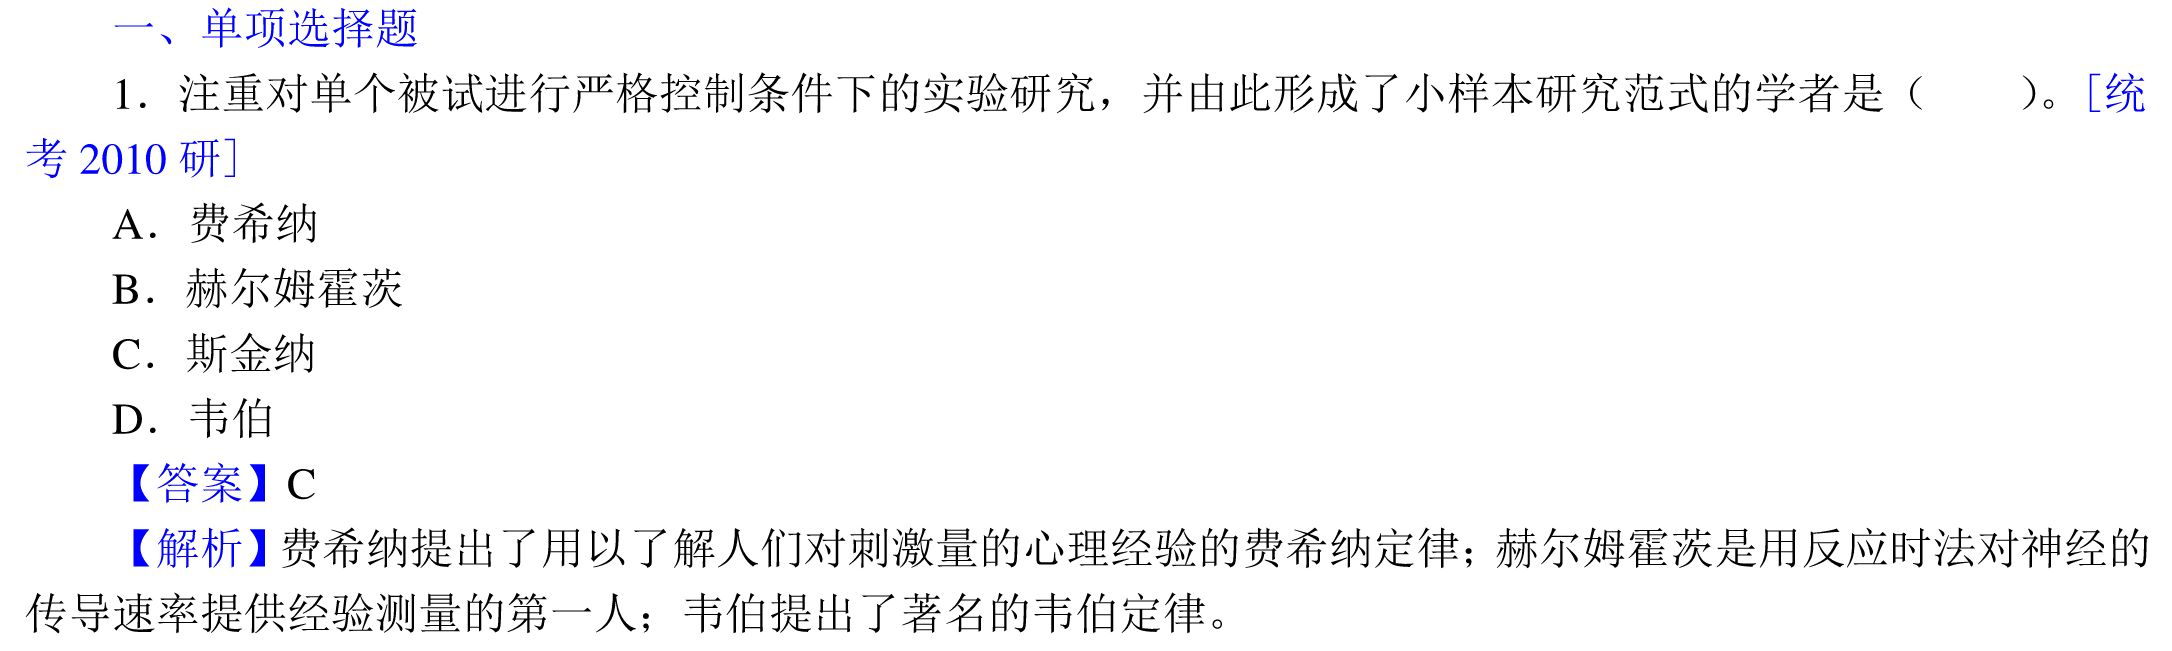 一、单项选择题
1．注重对单个被试进行严格控制条件下的实验研究，并由此形成了小样本研究范式的学者是（　　）。[统
考 2010 研]
A．费希纳
B．赫尔姆霍茨
C．斯金纳
D．韦伯
【答案】C
【解析】费希纳提出了用以了解人们对刺激量的心理经验的费希纳定律；赫尔姆霍茨是用反应时法对神经的
传导速率提供经验测量的第一人；韦伯提出了著名的韦伯定律。